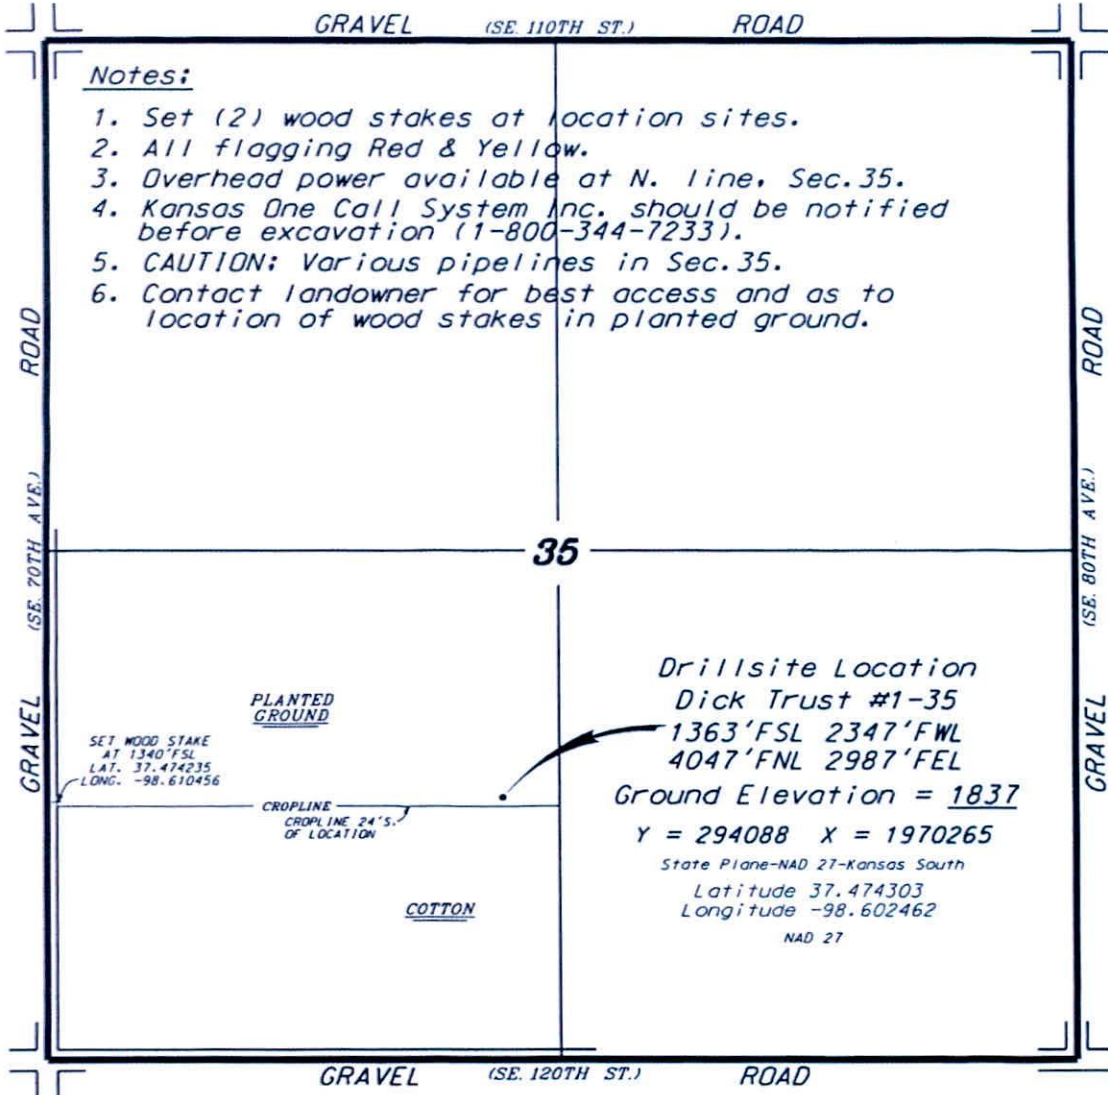 GRAVEL (SE. 110TH ST.) ROAD
Notes:
1. Set (2) wood stakes at location sites.
2. All flagging Red & Yellow.
3. Overhead power available at N. line, Sec.35.
4. Kansas One Call System Inc. should be notified
before excavation (1-800-344-7233).
5. CAUTION: Various pipelines in Sec.35.
6. Contact landowner for best access and as to
location of wood stakes in planted ground.
GRAVEL (SE. 70TH AVE.) ROAD
GRAVEL (SE. 80TH AVE.) ROAD
35
PLANTED
GROUND
SET WOOD STAKE
AT 1340'FSL
LAT. 37.474235
LONG. -98.610456
CROPLINE
CROPLINE 24'S.
OF LOCATION
COTTON
Drillsite Location
Dick Trust #1-35
1363'FSL 2347'FWL
4047'FNL 2987'FEL
Ground Elevation = 1837
Y = 294088 X = 1970265
State Plane-NAD 27-Kansas South
Latitude 37.474303
Longitude -98.602462
NAD 27
GRAVEL (SE. 120TH ST.) ROAD